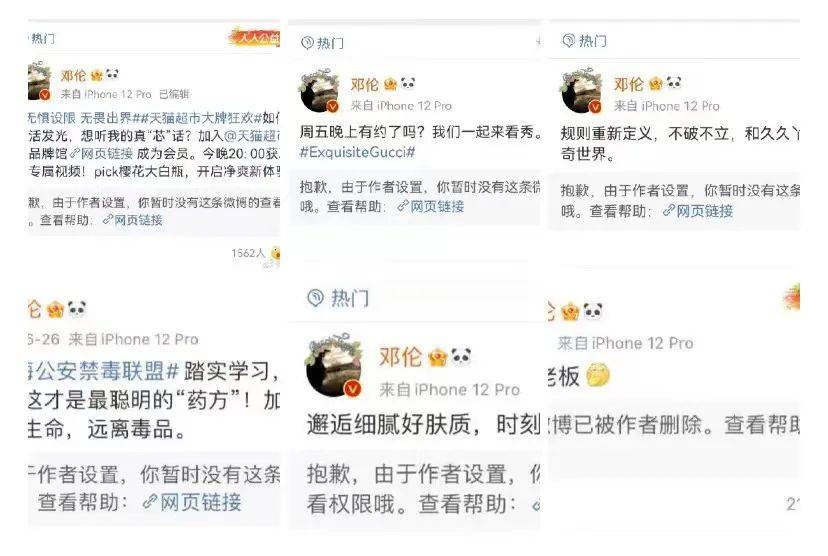 热门
人人公益
邓伦
来自 iPhone 12 Pro 已编辑
无惧设限 无畏出界##天猫超市大牌狂欢#如
活发光，想听我的真“芯”话？加入@天猫超市
品牌馆 网页链接 成为会员。今晚20:00获
专属视频！pick樱花大白瓶，开启净爽新体
歉，由于作者设置，你暂时没有这条微博的查看
哦。查看帮助： 网页链接
1562人
热门
邓伦
来自 iPhone 12 Pro
周五晚上有约了吗？我们一起来看秀。
#ExquisiteGucci#
抱歉，由于作者设置，你暂时没有这条微
哦。查看帮助： 网页链接
热门
邓伦
来自 iPhone 12 Pro
规则重新定义，不破不立，和久久丫
奇世界。
抱歉，由于作者设置，你暂时没有这条
哦。查看帮助： 网页链接
伦
6-26 来自 iPhone 12 Pro
海公安禁毒联盟# 踏实学习，
这才是最聪明的“药方”！加
生命，远离毒品。
于作者设置，你暂时没有这条
查看帮助： 网页链接
热门
邓伦
来自 iPhone 12 Pro
邂逅细腻好肤质，时刻
抱歉，由于作者设置，你
看权限哦。查看帮助：
伦
来自 iPhone 12 Pro
老板
微博已被作者删除。查看帮助
21